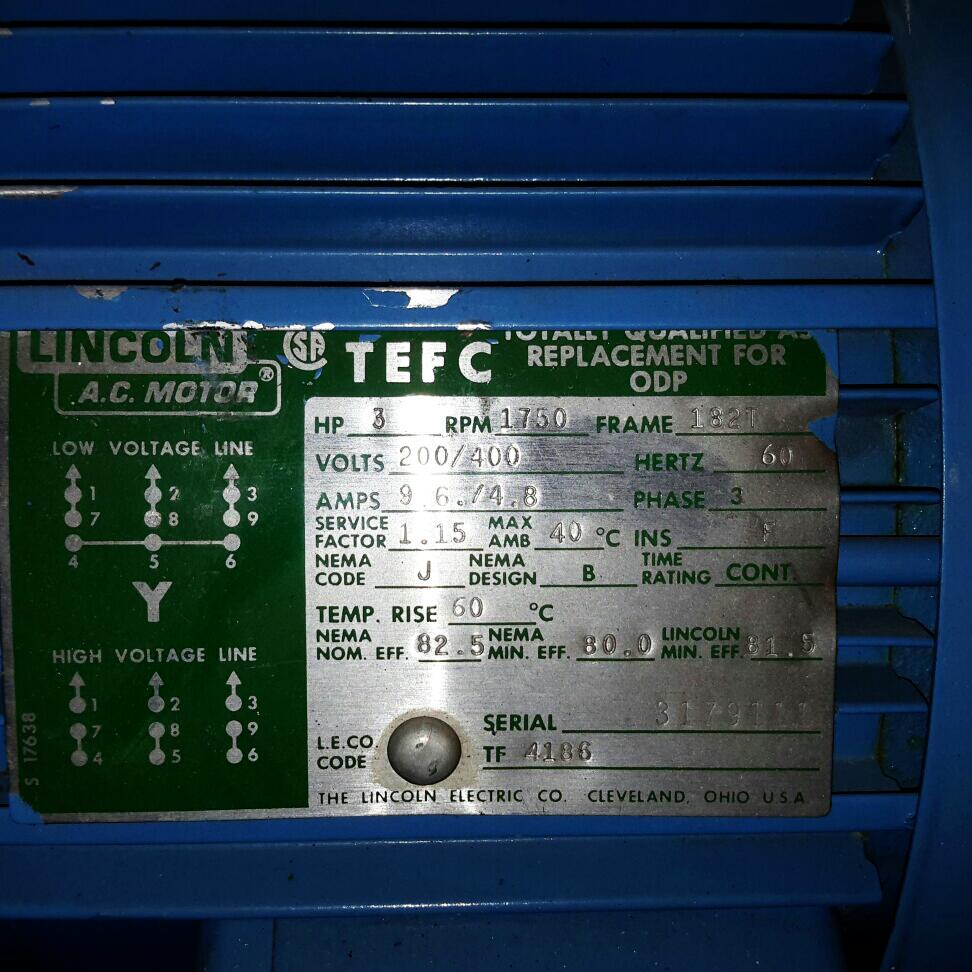 LINCOLN
A.C. MOTOR®
SA
TEFC
TOTALLY QUALIFIED AS
REPLACEMENT FOR
ODP
LOW VOLTAGE LINE
1 2 3
7 8 9
4 5 6
Y
HIGH VOLTAGE LINE
1 2 3
7 8 9
4 5 6
S 17638
HP 3 RPM 1750 FRAME 182T
VOLTS 200/400 HERTZ 60
AMPS 9.6./4.8 PHASE 3
SERVICE FACTOR 1.15 MAX AMB 40 °C INS F
NEMA CODE J NEMA DESIGN B TIME RATING CONT.
TEMP. RISE 60 °C
NEMA NOM. EFF. 82.5 NEMA MIN. EFF. 80.0 LINCOLN MIN. EFF. 81.5
SERIAL
L.E.CO. CODE TF 4186
THE LINCOLN ELECTRIC CO. CLEVELAND, OHIO U.S.A.